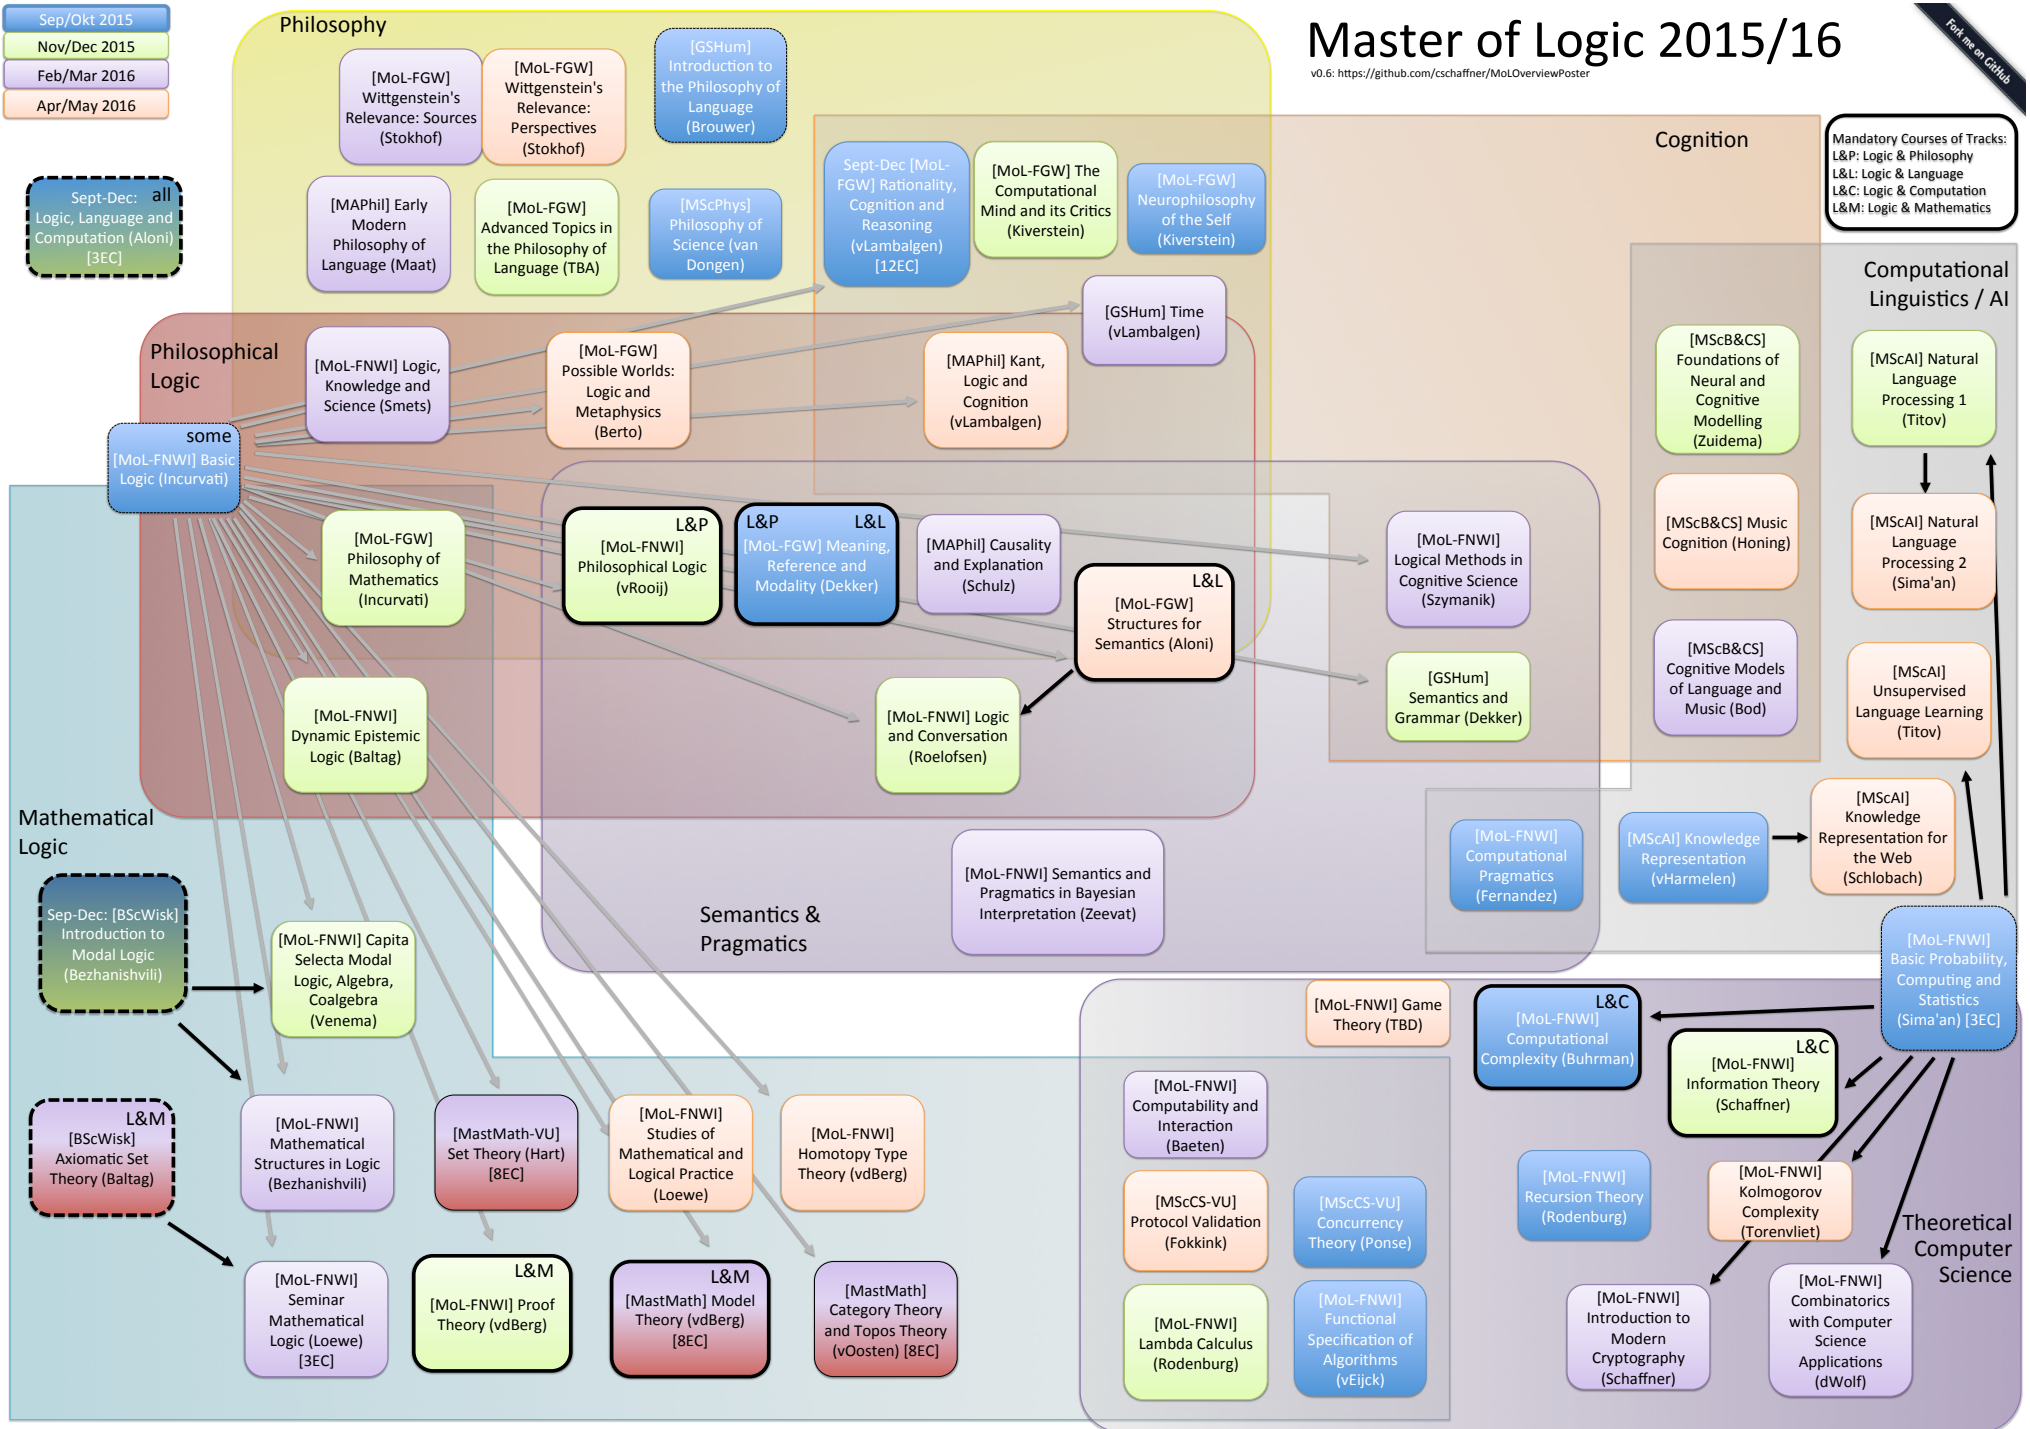 Sep/Okt 2015
Nov/Dec 2015
Feb/Mar 2016
Apr/May 2016
Philosophy
Master of Logic 2015/16
v0.6: https://github.com/cschaffner/MoLOverviewPoster
Fork me on GitHub
[MoL-FGW]
Wittgenstein's
Relevance: Sources
(Stokhof)
[MoL-FGW]
Wittgenstein's
Relevance:
Perspectives
(Stokhof)
[GSHum]
Introduction to
the Philosophy of
Language
(Brouwer)
Cognition
Mandatory Courses of Tracks:
L&P: Logic & Philosophy
L&L: Logic & Language
L&C: Logic & Computation
L&M: Logic & Mathematics
Sept-Dec: all
Logic, Language and
Computation (Aloni)
[3EC]
[MAPhil] Early
Modern
Philosophy of
Language (Maat)
[MoL-FGW]
Advanced Topics in
the Philosophy of
Language (TBA)
[MScPhys]
Philosophy of
Science (van
Dongen)
Sept-Dec [MoL-
FGW] Rationality,
Cognition and
Reasoning
(vLambalgen)
[12EC]
[MoL-FGW] The
Computational
Mind and its Critics
(Kiverstein)
[MoL-FGW]
Neurophilosophy
of the Self
(Kiverstein)
Computational
Linguistics / AI
[GSHum] Time
(vLambalgen)
Philosophical
Logic
[MoL-FNWI] Logic,
Knowledge and
Science (Smets)
[MoL-FGW]
Possible Worlds:
Logic and
Metaphysics
(Berto)
[MAPhil] Kant,
Logic and
Cognition
(vLambalgen)
[MScB&CS]
Foundations of
Neural and
Cognitive
Modelling
(Zuidema)
[MScAI] Natural
Language
Processing 1
(Titov)
some
[MoL-FNWI] Basic
Logic (Incurvati)
[MoL-FGW]
Philosophy of
Mathematics
(Incurvati)
L&P
[MoL-FNWI]
Philosophical Logic
(vRooij)
L&P L&L
[MoL-FGW] Meaning,
Reference and
Modality (Dekker)
[MAPhil] Causality
and Explanation
(Schulz)
L&L
[MoL-FGW]
Structures for
Semantics (Aloni)
[MoL-FNWI]
Logical Methods in
Cognitive Science
(Szymanik)
[MScB&CS] Music
Cognition (Honing)
[MScAI] Natural
Language
Processing 2
(Sima'an)
[MoL-FNWI]
Dynamic Epistemic
Logic (Baltag)
[MoL-FNWI] Logic
and Conversation
(Roelofsen)
[GSHum]
Semantics and
Grammar (Dekker)
[MScB&CS]
Cognitive Models
of Language and
Music (Bod)
[MScAI]
Unsupervised
Language Learning
(Titov)
Mathematical
Logic
[MoL-FNWI] Semantics and
Pragmatics in Bayesian
Interpretation (Zeevat)
Semantics &
Pragmatics
[MoL-FNWI]
Computational
Pragmatics
(Fernandez)
[MScAI] Knowledge
Representation
(vHarmelen)
[MScAI]
Knowledge
Representation for
the Web
(Schlobach)
Sep-Dec: [BScWisk]
Introduction to
Modal Logic
(Bezhanishvili)
[MoL-FNWI] Capita
Selecta Modal
Logic, Algebra,
Coalgebra
(Venema)
[MoL-FNWI]
Basic Probability,
Computing and
Statistics
(Sima'an) [3EC]
[MoL-FNWI] Game
Theory (TBD)
L&C
[MoL-FNWI]
Computational
Complexity (Buhrman)
L&C
[MoL-FNWI]
Information Theory
(Schaffner)
L&M
[BScWisk]
Axiomatic Set
Theory (Baltag)
[MoL-FNWI]
Mathematical
Structures in Logic
(Bezhanishvili)
[MastMath-VU]
Set Theory (Hart)
[8EC]
[MoL-FNWI]
Studies of
Mathematical and
Logical Practice
(Loewe)
[MoL-FNWI]
Homotopy Type
Theory (vdBerg)
[MoL-FNWI]
Computability and
Interaction
(Baeten)
[MScCS-VU]
Protocol Validation
(Fokkink)
[MScCS-VU]
Concurrency
Theory (Ponse)
[MoL-FNWI]
Recursion Theory
(Rodenburg)
[MoL-FNWI]
Kolmogorov
Complexity
(Torenvliet)
Theoretical
Computer
Science
[MoL-FNWI]
Seminar
Mathematical
Logic (Loewe)
[3EC]
L&M
[MoL-FNWI] Proof
Theory (vdBerg)
L&M
[MastMath] Model
Theory (vdBerg)
[8EC]
[MastMath]
Category Theory
and Topos Theory
(vOosten) [8EC]
[MoL-FNWI]
Lambda Calculus
(Rodenburg)
[MoL-FNWI]
Functional
Specification of
Algorithms
(vEijck)
[MoL-FNWI]
Introduction to
Modern
Cryptography
(Schaffner)
[MoL-FNWI]
Combinatorics
with Computer
Science
Applications
(dWolf)